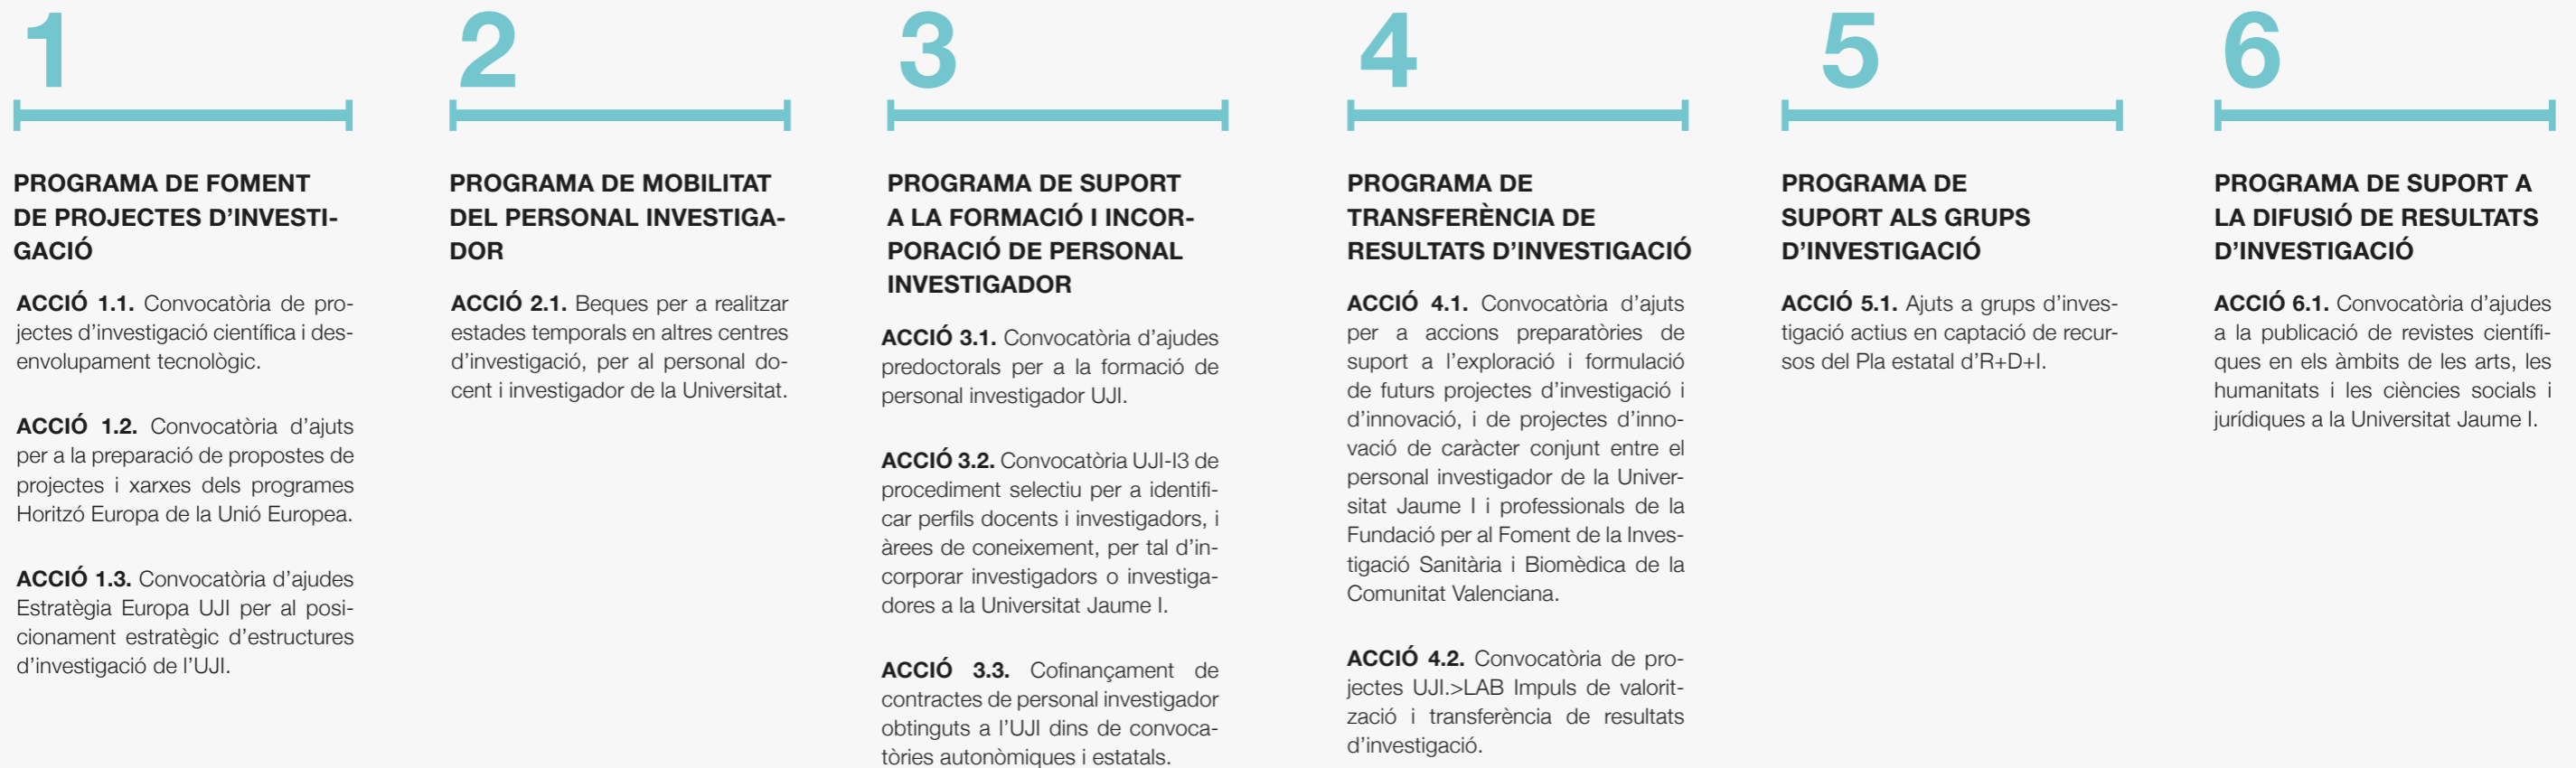 1
PROGRAMA DE FOMENT
DE PROJECTES D’INVESTI-
GACIÓ
ACCIÓ 1.1. Convocatòria de pro-
jectes d’investigació científica i des-
envolupament tecnològic.
ACCIÓ 1.2. Convocatòria d’ajuts
per a la preparació de propostes de
projectes i xarxes dels programes
Horitzó Europa de la Unió Europea.
ACCIÓ 1.3. Convocatòria d’ajudes
Estratègia Europa UJI per al posi-
cionament estratègic d’estructures
d’investigació de l’UJI.
2
PROGRAMA DE MOBILITAT
DEL PERSONAL INVESTIGA-
DOR
ACCIÓ 2.1. Beques per a realitzar
estades temporals en altres centres
d’investigació, per al personal do-
cent i investigador de la Universitat.
3
PROGRAMA DE SUPORT
A LA FORMACIÓ I INCOR-
PORACIÓ DE PERSONAL
INVESTIGADOR
ACCIÓ 3.1. Convocatòria d’ajudes
predoctorals per a la formació de
personal investigador UJI.
ACCIÓ 3.2. Convocatòria UJI-I3 de
procediment selectiu per a identifi-
car perfils docents i investigadors, i
àrees de coneixement, per tal d’in-
corporar investigadors o investiga-
dores a la Universitat Jaume I.
ACCIÓ 3.3. Cofinançament de
contractes de personal investigador
obtinguts a l’UJI dins de convoca-
tòries autonòmiques i estatals.
4
PROGRAMA DE
TRANSFERÈNCIA DE
RESULTATS D’INVESTIGACIÓ
ACCIÓ 4.1. Convocatòria d’ajuts
per a accions preparatòries de
suport a l’exploració i formulació
de futurs projectes d’investigació i
d’innovació, i de projectes d’inno-
vació de caràcter conjunt entre el
personal investigador de la Univer-
sitat Jaume I i professionals de la
Fundació per al Foment de la Inves-
tigació Sanitària i Biomèdica de la
Comunitat Valenciana.
ACCIÓ 4.2. Convocatòria de pro-
jectes UJI.>LAB Impuls de valorit-
zació i transferència de resultats
d’investigació.
5
PROGRAMA DE
SUPORT ALS GRUPS
D’INVESTIGACIÓ
ACCIÓ 5.1. Ajuts a grups d’inves-
tigació actius en captació de recur-
sos del Pla estatal d’R+D+I.
6
PROGRAMA DE SUPORT A
LA DIFUSIÓ DE RESULTATS
D’INVESTIGACIÓ
ACCIÓ 6.1. Convocatòria d’ajudes
a la publicació de revistes científi-
ques en els àmbits de les arts, les
humanitats i les ciències socials i
jurídiques a la Universitat Jaume I.